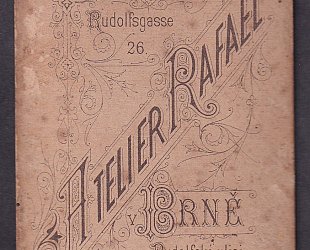 Rudolfsgasse
26.
ATELIER RAFAEL
V BRNĚ